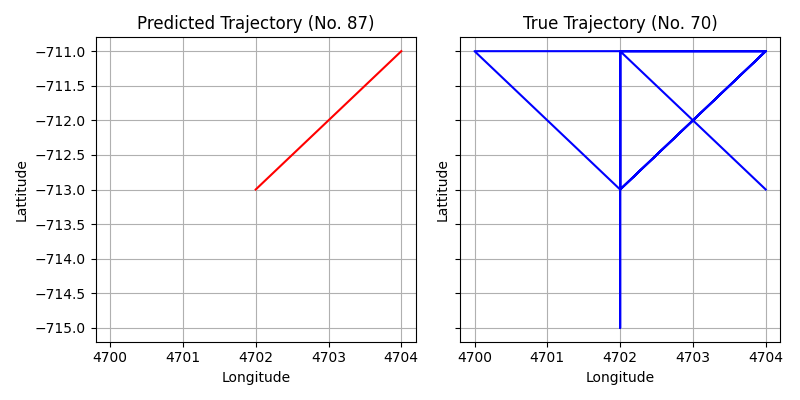 Predicted Trajectory (No. 87)
True Trajectory (No. 70)
−711.0
−711.5
−712.0
−712.5
−713.0
−713.5
−714.0
−714.5
−715.0
Lattitude
Lattitude
4700 4701 4702 4703 4704
4700 4701 4702 4703 4704
Longitude
Longitude